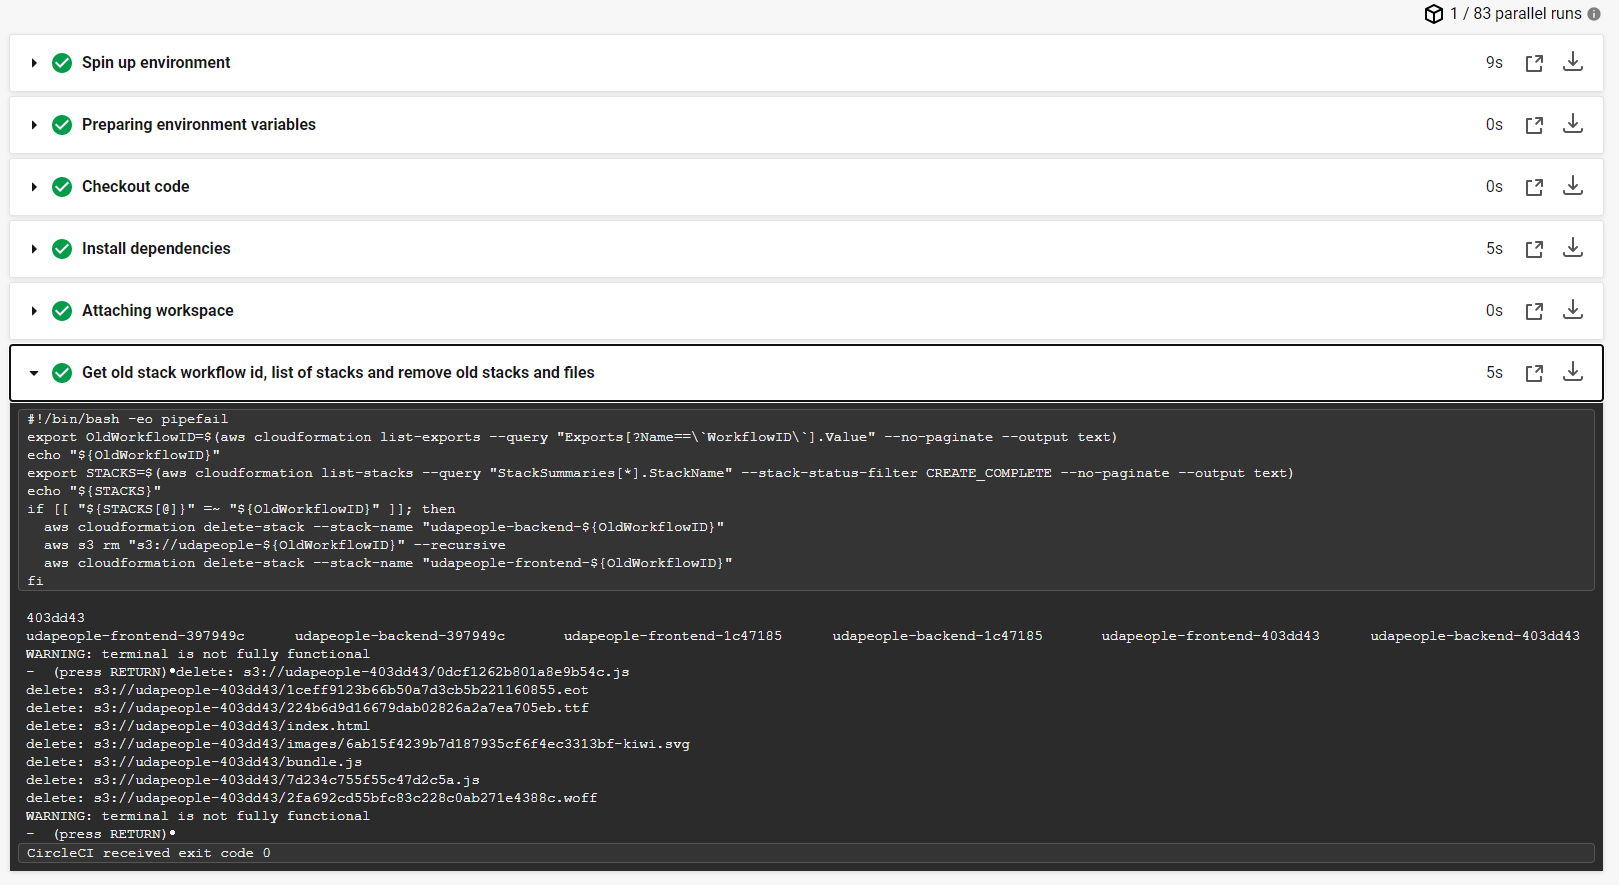 1 / 83 parallel runs
Spin up environment 9s
Preparing environment variables 0s
Checkout code 0s
Install dependencies 5s
Attaching workspace 0s
Get old stack workflow id, list of stacks and remove old stacks and files 5s
#!/bin/bash -eo pipefail
export OldWorkflowID=$(aws cloudformation list-exports --query "Exports[?Name==\`WorkflowID\`].Value" --no-paginate --output text)
echo "${OldWorkflowID}"
export STACKS=$(aws cloudformation list-stacks --query "StackSummaries[*].StackName" --stack-status-filter CREATE_COMPLETE --no-paginate --output text)
echo "${STACKS}"
if [[ "${STACKS[@]}" =~ "${OldWorkflowID}" ]]; then
  aws cloudformation delete-stack --stack-name "udapeople-backend-${OldWorkflowID}"
  aws s3 rm "s3://udapeople-${OldWorkflowID}" --recursive
  aws cloudformation delete-stack --stack-name "udapeople-frontend-${OldWorkflowID}"
fi
403dd43
udapeople-frontend-397949c udapeople-backend-397949c udapeople-frontend-1c47185 udapeople-backend-1c47185 udapeople-frontend-403dd43 udapeople-backend-403dd43
WARNING: terminal is not fully functional
-  (press RETURN)•delete: s3://udapeople-403dd43/0dcf1262b801a8e9b54c.js
delete: s3://udapeople-403dd43/1ceff9123b66b50a7d3cb5b221160855.eot
delete: s3://udapeople-403dd43/224b6d9d16679dab02826a2a7ea705eb.ttf
delete: s3://udapeople-403dd43/index.html
delete: s3://udapeople-403dd43/images/6ab15f4239b7d187935cf6f4ec3313bf-kiwi.svg
delete: s3://udapeople-403dd43/bundle.js
delete: s3://udapeople-403dd43/7d234c755f55c47d2c5a.js
delete: s3://udapeople-403dd43/2fa692cd55bfc83c228c0ab271e4388c.woff
WARNING: terminal is not fully functional
-  (press RETURN)•
CircleCI received exit code 0